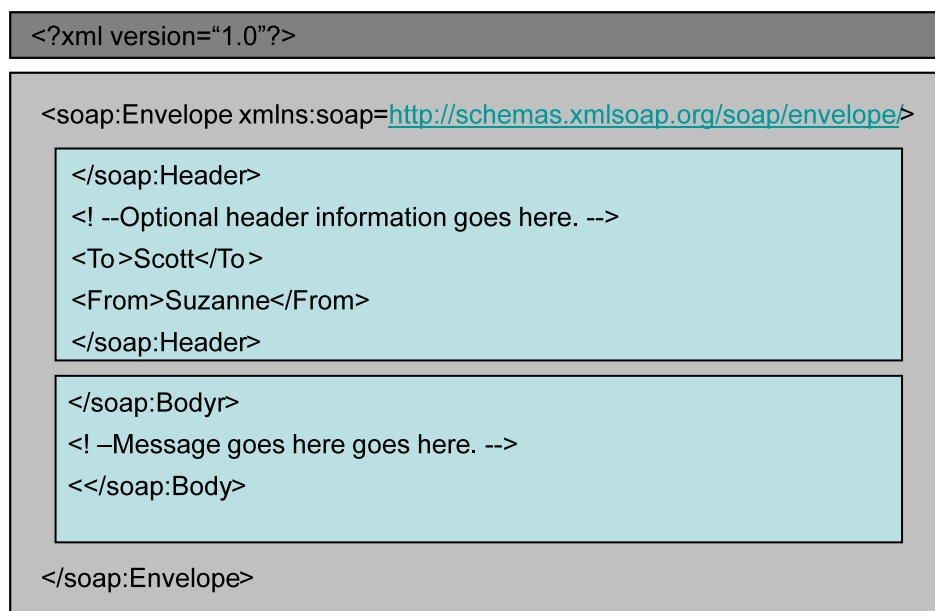 <?xml version=“1.0”?>
<soap:Envelope xmlns:soap=http://schemas.xmlsoap.org/soap/envelope/>
</soap:Header>
<! --Optional header information goes here. -->
<To>Scott</To>
<From>Suzanne</From>
</soap:Header>
</soap:Bodyr>
<! –Message goes here goes here. -->
<</soap:Body>
</soap:Envelope>